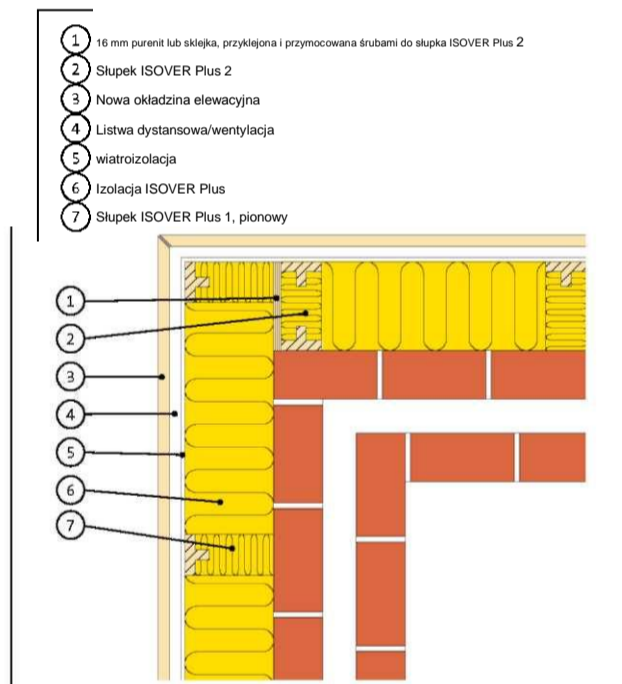 1 16 mm purenit lub sklejka, przyklejona i przymocowana śrubami do słupka ISOVER Plus 2
2 Słupek ISOVER Plus 2
3 Nowa okładzina elewacyjna
4 Listwa dystansowa/wentylacja
5 wiatroizolacja
6 Izolacja ISOVER Plus
7 Słupek ISOVER Plus 1, pionowy
1
2
3
4
5
6
7